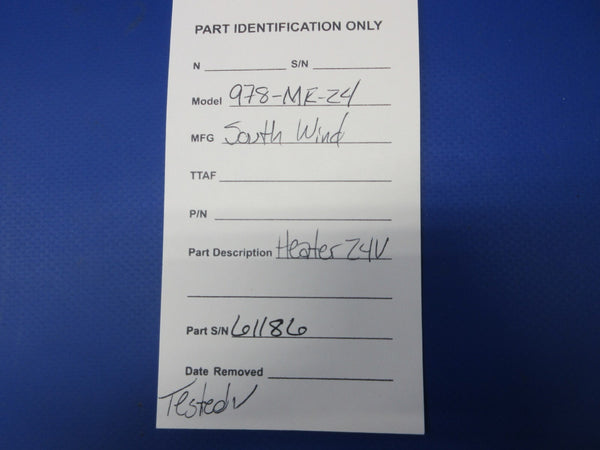 PART IDENTIFICATION ONLY
N S/N
Model 978-ME-24
MFG South Wind
TTAF
P/N
Part Description Heater 24V
Part S/N 61186
Date Removed
Tested ✓